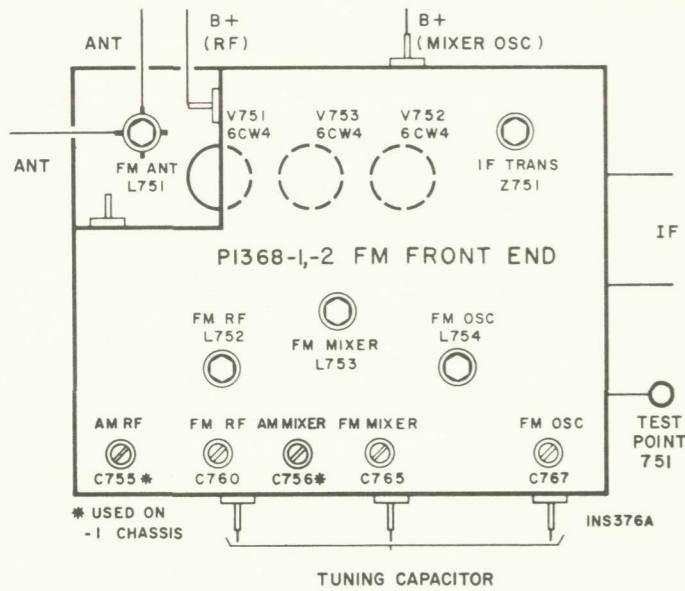 B+
(RF)
B+
(MIXER OSC)
ANT
ANT
FM ANT
L751
V751
6CW4
V753
6CW4
V752
6CW4
IF TRANS
Z751
IF
P1368-1,-2 FM FRONT END
FM RF
L752
FM MIXER
L753
FM OSC
L754
TEST
POINT
751
AM RF
C755*
FM RF
C760
AM MIXER
C756*
FM MIXER
C765
FM OSC
C767
* USED ON
-1 CHASSIS
INS376A
TUNING CAPACITOR